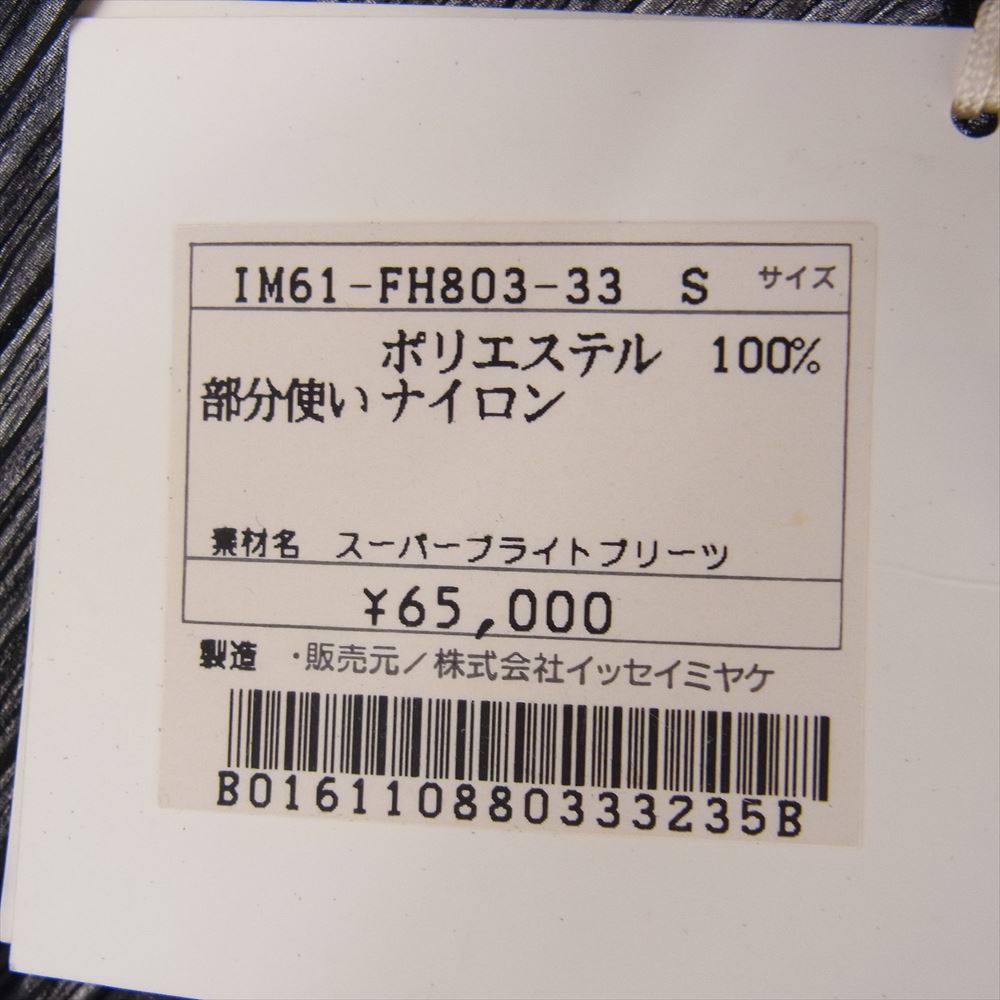 IM61-FH803-33 S サイズ
ポリエステル 100%
部分使い ナイロン
素材名 スーパーブライトプリーツ
¥65,000
製造・販売元/株式会社イッセイミヤケ
B016110880333235B